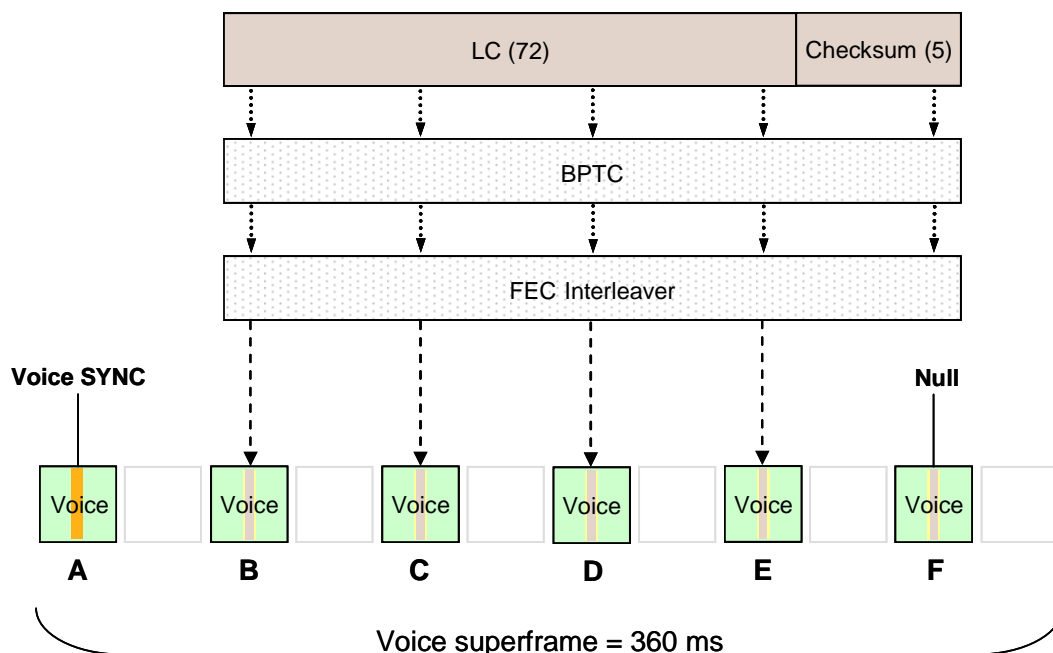 LC (72) Checksum (5)
BPTC
FEC Interleaver
Voice SYNC Null
Voice Voice Voice Voice Voice Voice
A B C D E F
Voice superframe = 360 ms